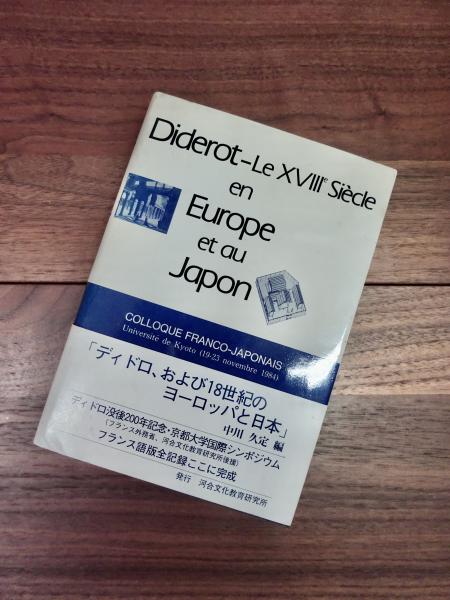 Diderot-Le XVIIIe Siècle
en
Europe
et au
Japon
COLLOQUE FRANCO-JAPONAIS
Université de Kyoto (19-23 novembre 1984)
「ディドロ、および18世紀の
ヨーロッパと日本」
中川 久定 編
ディドロ没後200年記念・京都大学国際シンポジウム
(フランス外務省、河合文化教育研究所後援)
フランス語版全記録ここに完成
発行 河合文化教育研究所